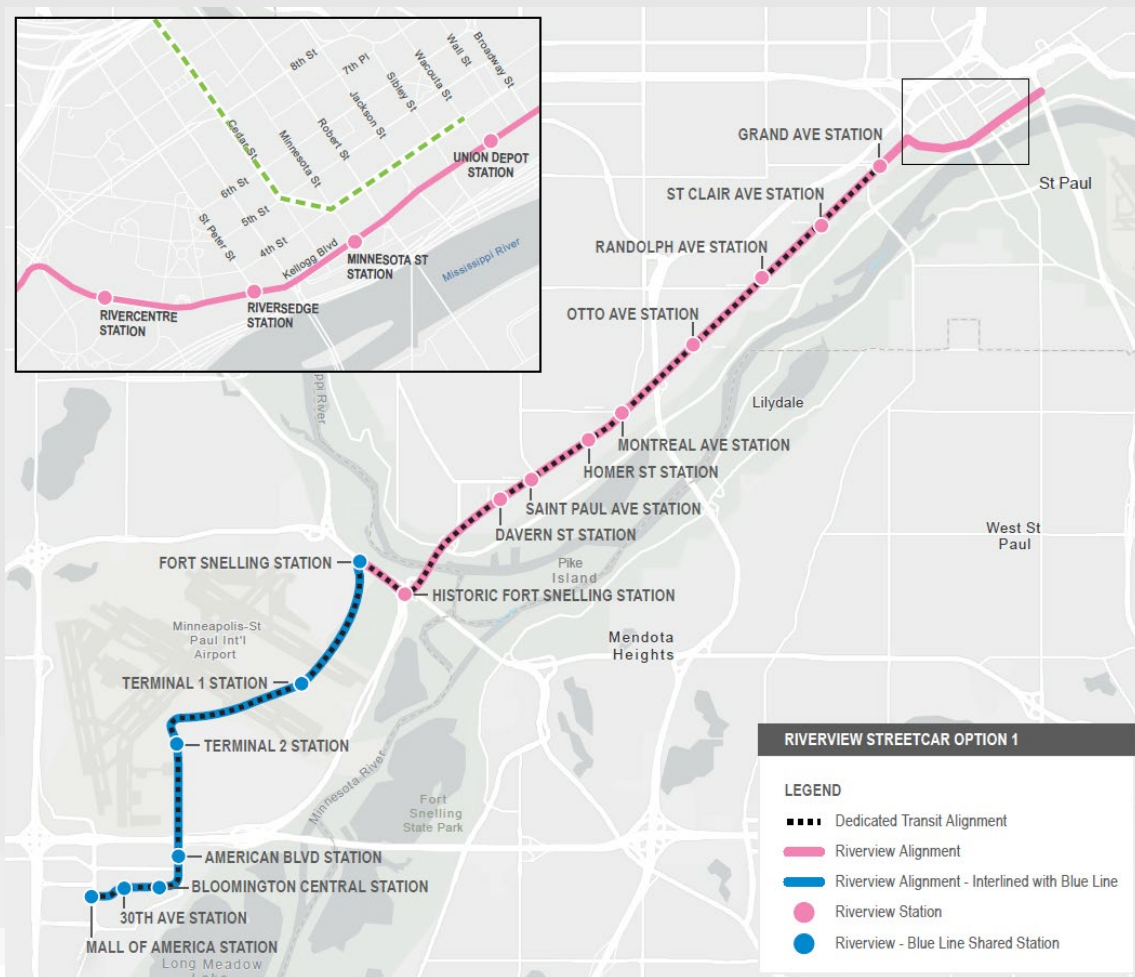 8th St
7th Pl
Broadway St
Wall St
Wacouta St
Sibley St
Jackson St
Robert St
Minnesota St
Cedar St
6th St
5th St
4th St
St Peter St
Kellogg Blvd
UNION DEPOT
STATION
MINNESOTA ST
STATION
RIVERSEDGE
STATION
RIVERCENTRE
STATION
Mississippi River
GRAND AVE STATION
St Paul
ST CLAIR AVE STATION
RANDOLPH AVE STATION
OTTO AVE STATION
ppi River
Lilydale
MONTREAL AVE STATION
HOMER ST STATION
SAINT PAUL AVE STATION
DAVERN ST STATION
West St
Paul
FORT SNELLING STATION
Pike
Island
HISTORIC FORT SNELLING STATION
Minneapolis-St
Paul Int'l
Airport
Mendota
Heights
TERMINAL 1 STATION
TERMINAL 2 STATION
Minnesota River
Fort
Snelling
State Park
AMERICAN BLVD STATION
BLOOMINGTON CENTRAL STATION
30TH AVE STATION
MALL OF AMERICA STATION
Long Meadow
Lake
RIVERVIEW STREETCAR OPTION 1
LEGEND
Dedicated Transit Alignment
Riverview Alignment
Riverview Alignment - Interlined with Blue Line
Riverview Station
Riverview - Blue Line Shared Station